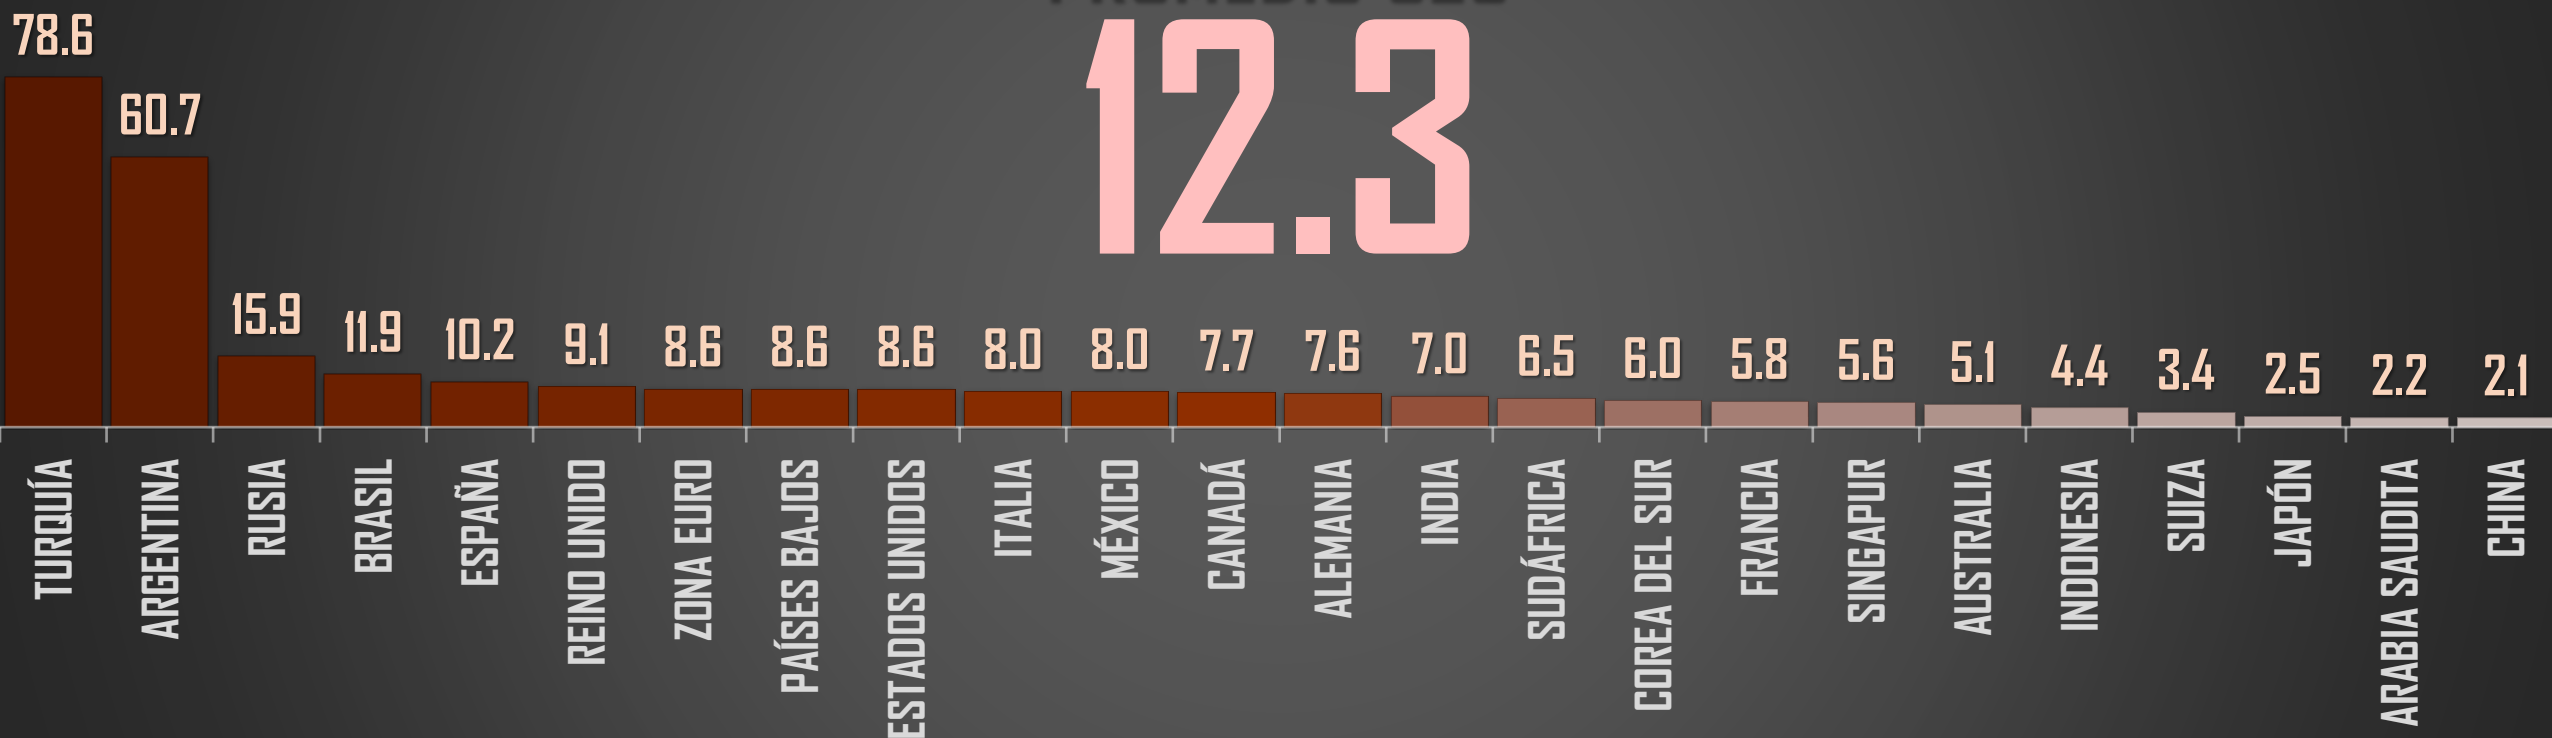 12.3
78.6
60.7
15.9
11.9
10.2
9.1
8.6
8.6
8.6
8.0
8.0
7.7
7.6
7.0
6.5
6.0
5.8
5.6
5.1
4.4
3.4
2.5
2.2
2.1
TURQUÍA
ARGENTINA
RUSIA
BRASIL
ESPAÑA
REINO UNIDO
ZONA EURO
PAÍSES BAJOS
ESTADOS UNIDOS
ITALIA
MÉXICO
CANADÁ
ALEMANIA
INDIA
SUDÁFRICA
COREA DEL SUR
FRANCIA
SINGAPUR
AUSTRALIA
INDONESIA
SUIZA
JAPÓN
ARABIA SAUDITA
CHINA